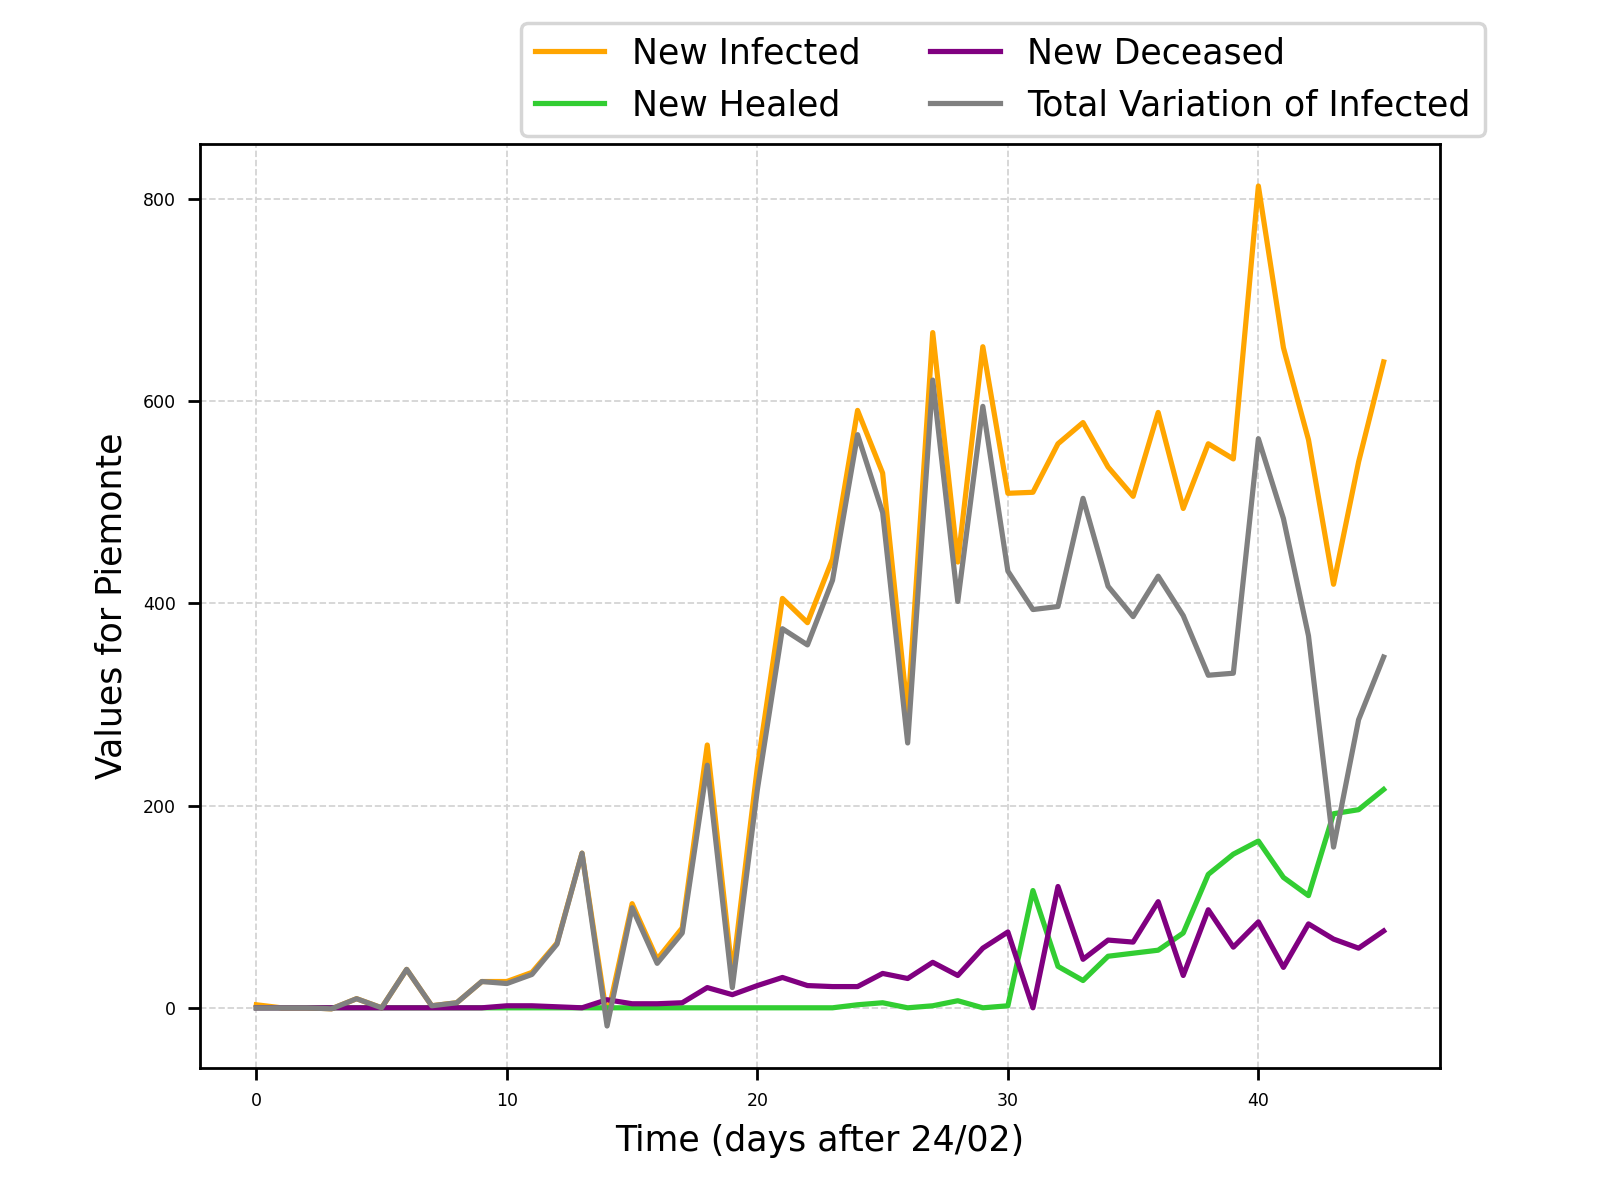 New Infected
New Healed
New Deceased
Total Variation of Infected
Values for Piemonte
800
600
400
200
0
0 10 20 30 40
Time (days after 24/02)